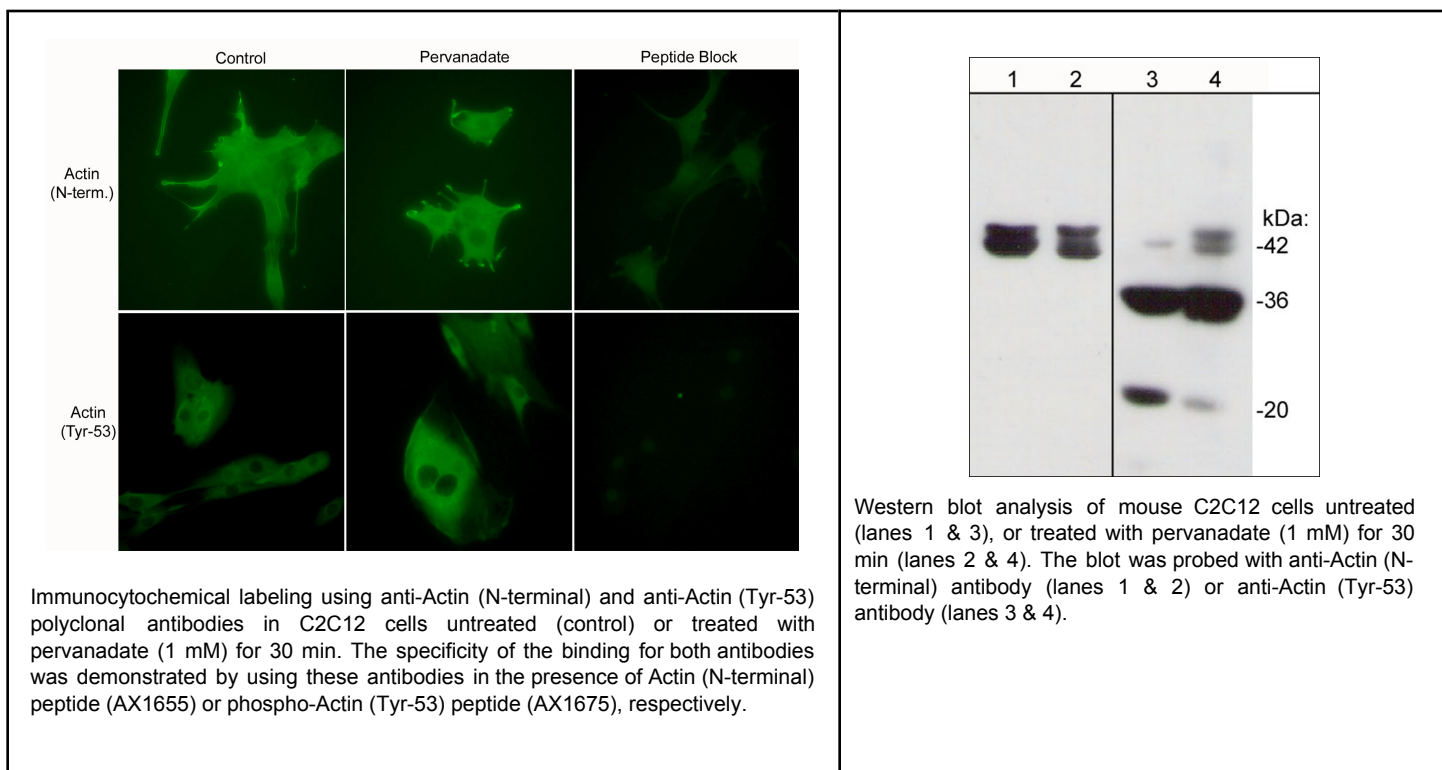 Control Pervanadate Peptide Block
Actin
(N-term.)
Actin
(Tyr-53)
Immunocytochemical labeling using anti-Actin (N-terminal) and anti-Actin (Tyr-53)
polyclonal antibodies in C2C12 cells untreated (control) or treated with
pervanadate (1 mM) for 30 min. The specificity of the binding for both antibodies
was demonstrated by using these antibodies in the presence of Actin (N-terminal)
peptide (AX1655) or phospho-Actin (Tyr-53) peptide (AX1675), respectively.
1 2 3 4
kDa:
-42
-36
-20
Western blot analysis of mouse C2C12 cells untreated
(lanes 1 & 3), or treated with pervanadate (1 mM) for 30
min (lanes 2 & 4). The blot was probed with anti-Actin (N-
terminal) antibody (lanes 1 & 2) or anti-Actin (Tyr-53)
antibody (lanes 3 & 4).